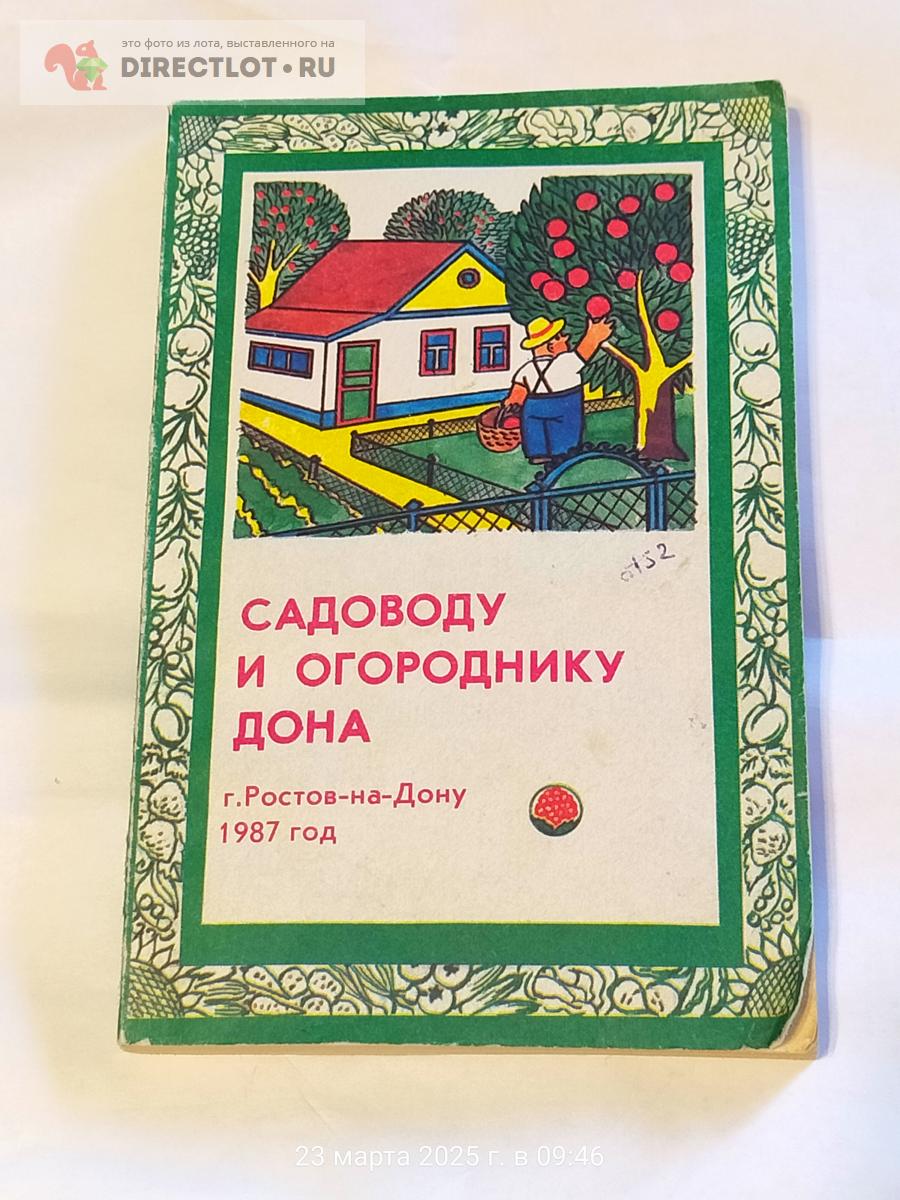 это фото из лота, выставленного на
DIRECTLOT•RU
САДОВОДУ
И ОГОРОДНИКУ
ДОНА
г.Ростов-на-Дону
1987 год
23 марта 2025 г. в 09:46